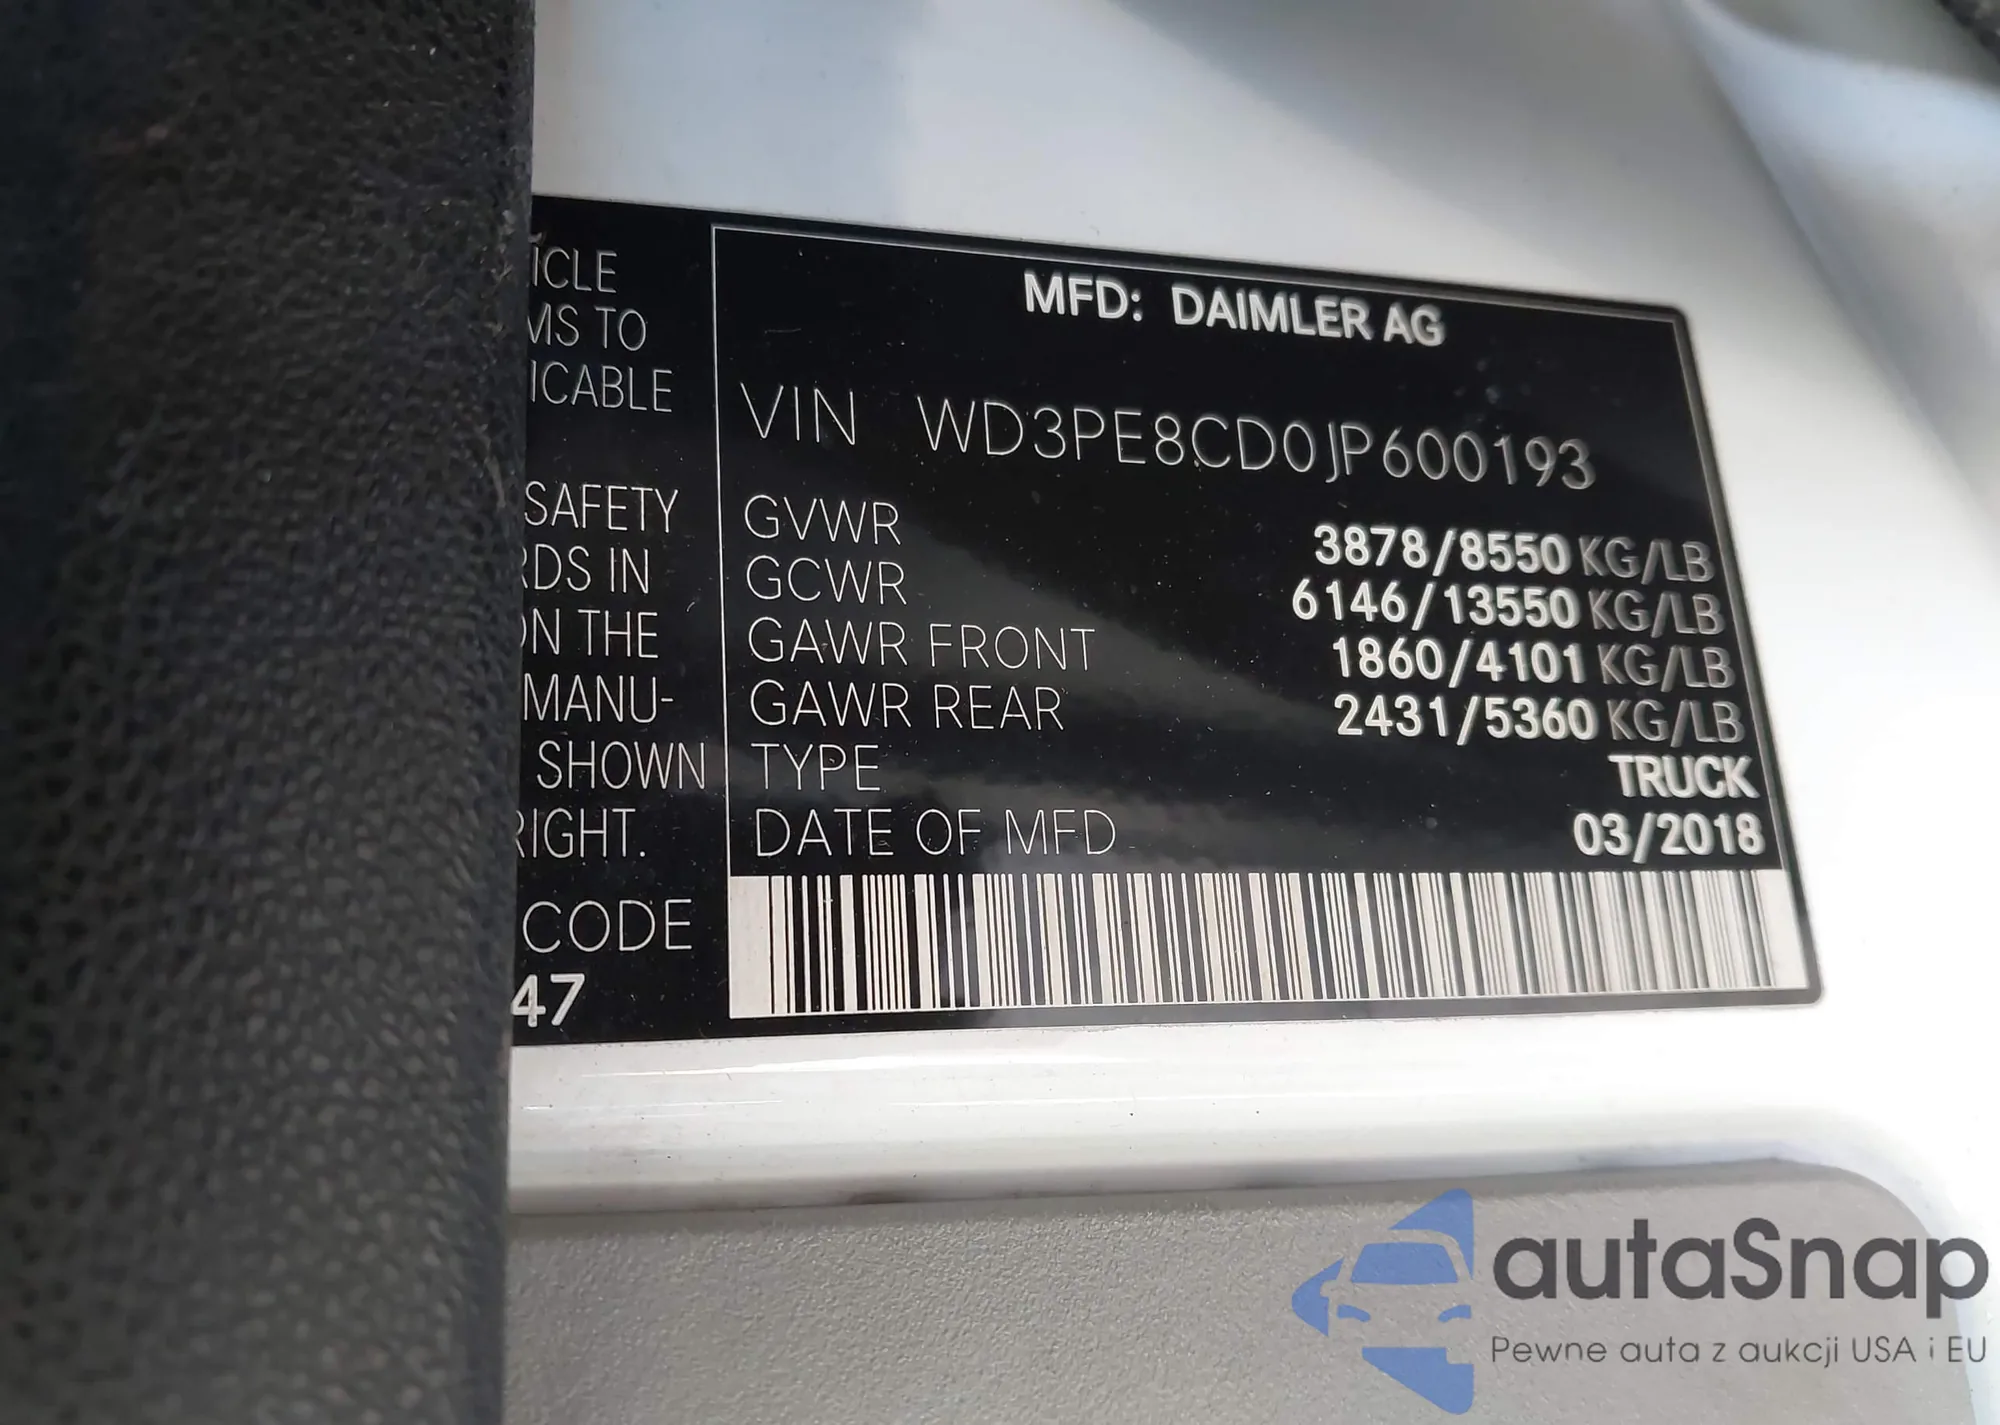 ICLE
MS TO
ICABLE
SAFETY
RDS IN
ON THE
MANU-
SHOWN
RIGHT.
CODE
47
MFD: DAIMLER AG
VIN WD3PE8CD0JP600193
GVWR 3878/8550 KG/LB
GCWR 6146/13550 KG/LB
GAWR FRONT 1860/4101 KG/LB
GAWR REAR 2431/5360 KG/LB
TYPE TRUCK
DATE OF MFD 03/2018
autaSnap
Pewne auta z aukcji USA i EU